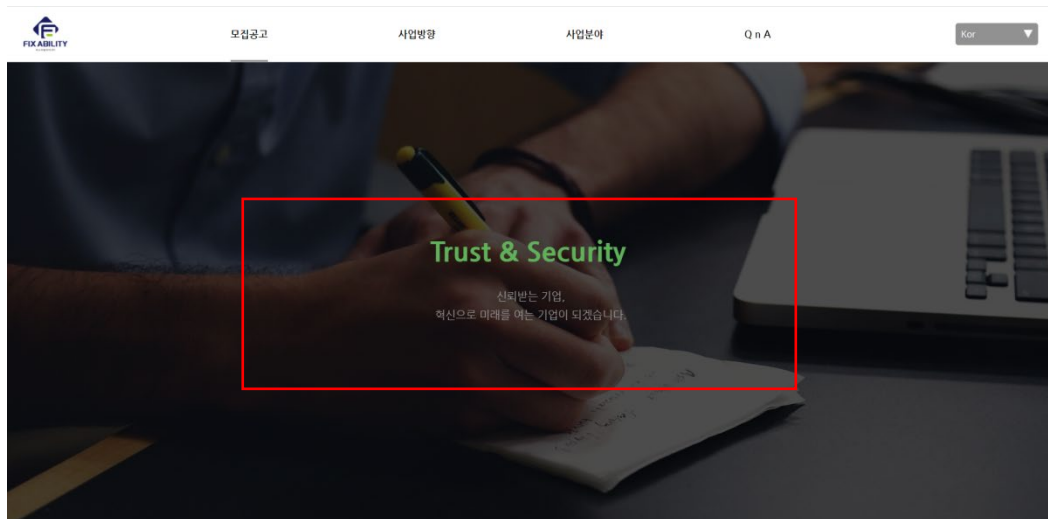 FIX ABILITY
모집공고
사업방향
사업분야
Q n A
Kor
Trust & Security
신뢰받는 기업,
혁신으로 미래를 여는 기업이 되겠습니다.